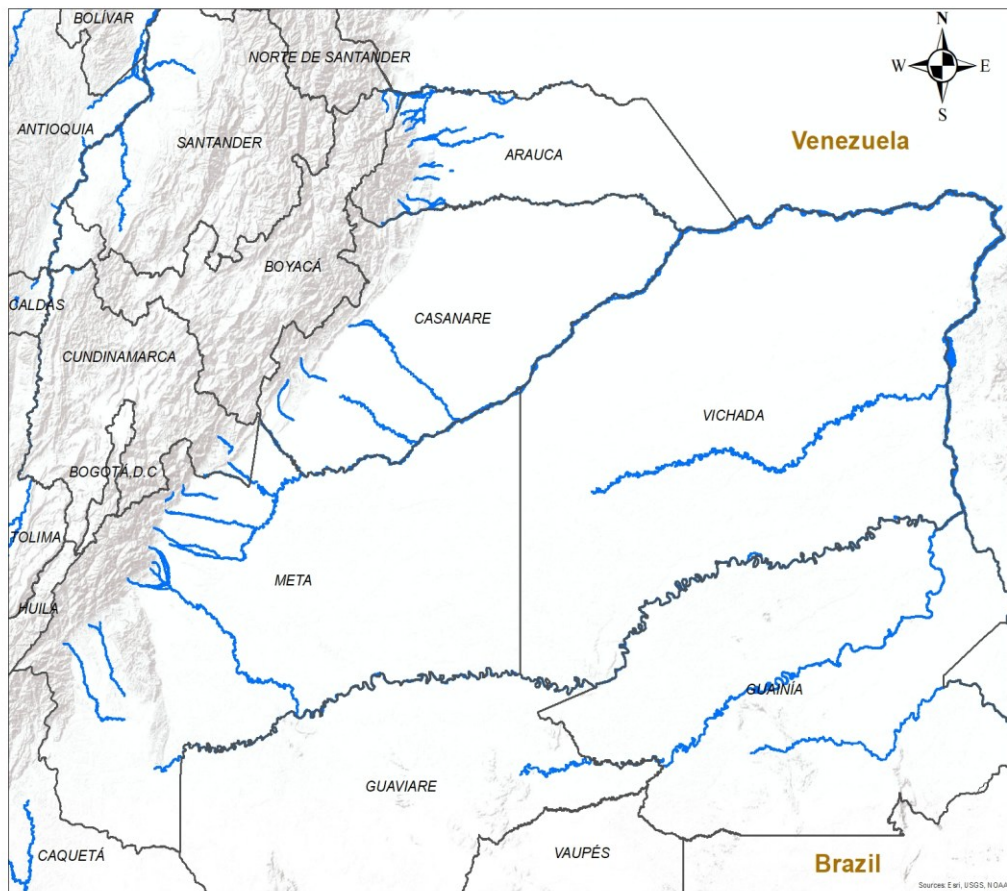 BOLÍVAR
N
NORTE DE SANTANDER
W
E
S
ANTIOQUIA
SANTANDER
ARAUCA
Venezuela
BOYACÁ
CALDAS
CASANARE
CUNDINAMARCA
VICHADA
BOGOTÁ D.C
TOLIMA
META
HUILA
GUAINÍA
GUAVIARE
CAQUETÁ
VAUPÉS
Brazil
Sources: Esri, USGS, NOAA